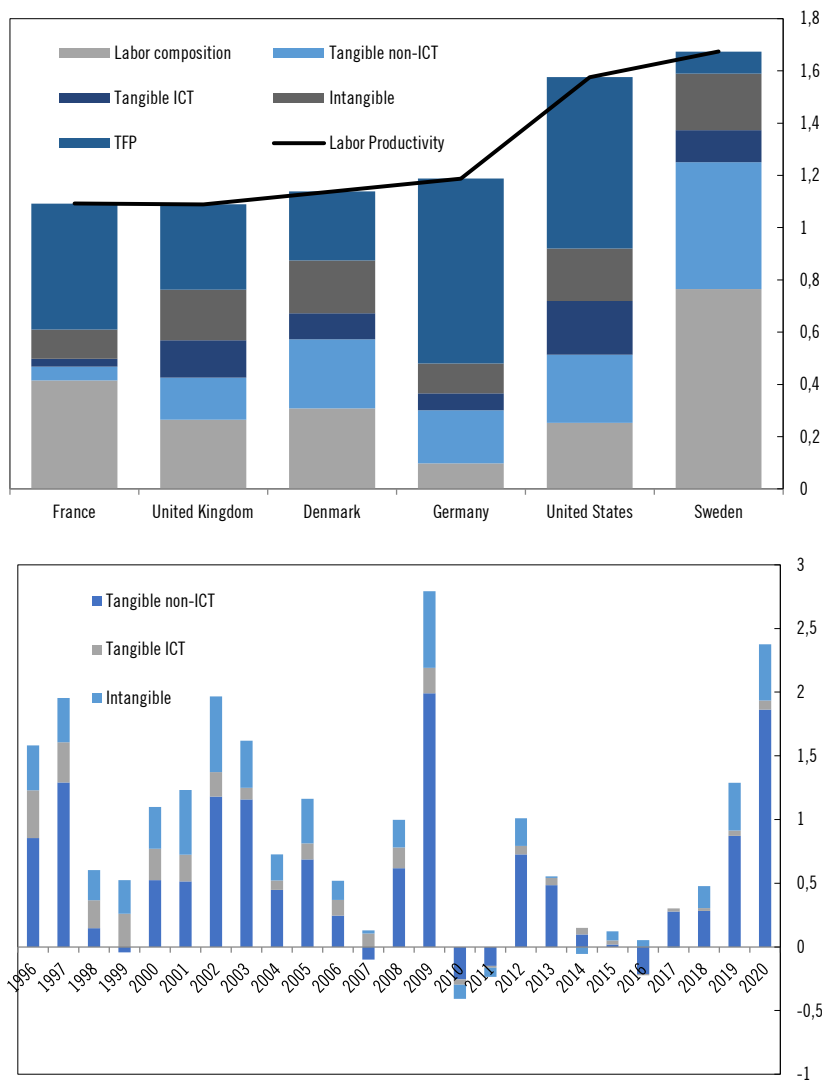 Labor composition Tangible non-ICT
Tangible ICT Intangible
TFP Labor Productivity
1,8
1,6
1,4
1,2
1
0,8
0,6
0,4
0,2
0
France United Kingdom Denmark Germany United States Sweden
Tangible non-ICT
Tangible ICT
Intangible
3
2,5
2
1,5
1
0,5
0
-0,5
-1
1996 1997 1998 1999 2000 2001 2002 2003 2004 2005 2006 2007 2008 2009 2010 2011 2012 2013 2014 2015 2016 2017 2018 2019 2020